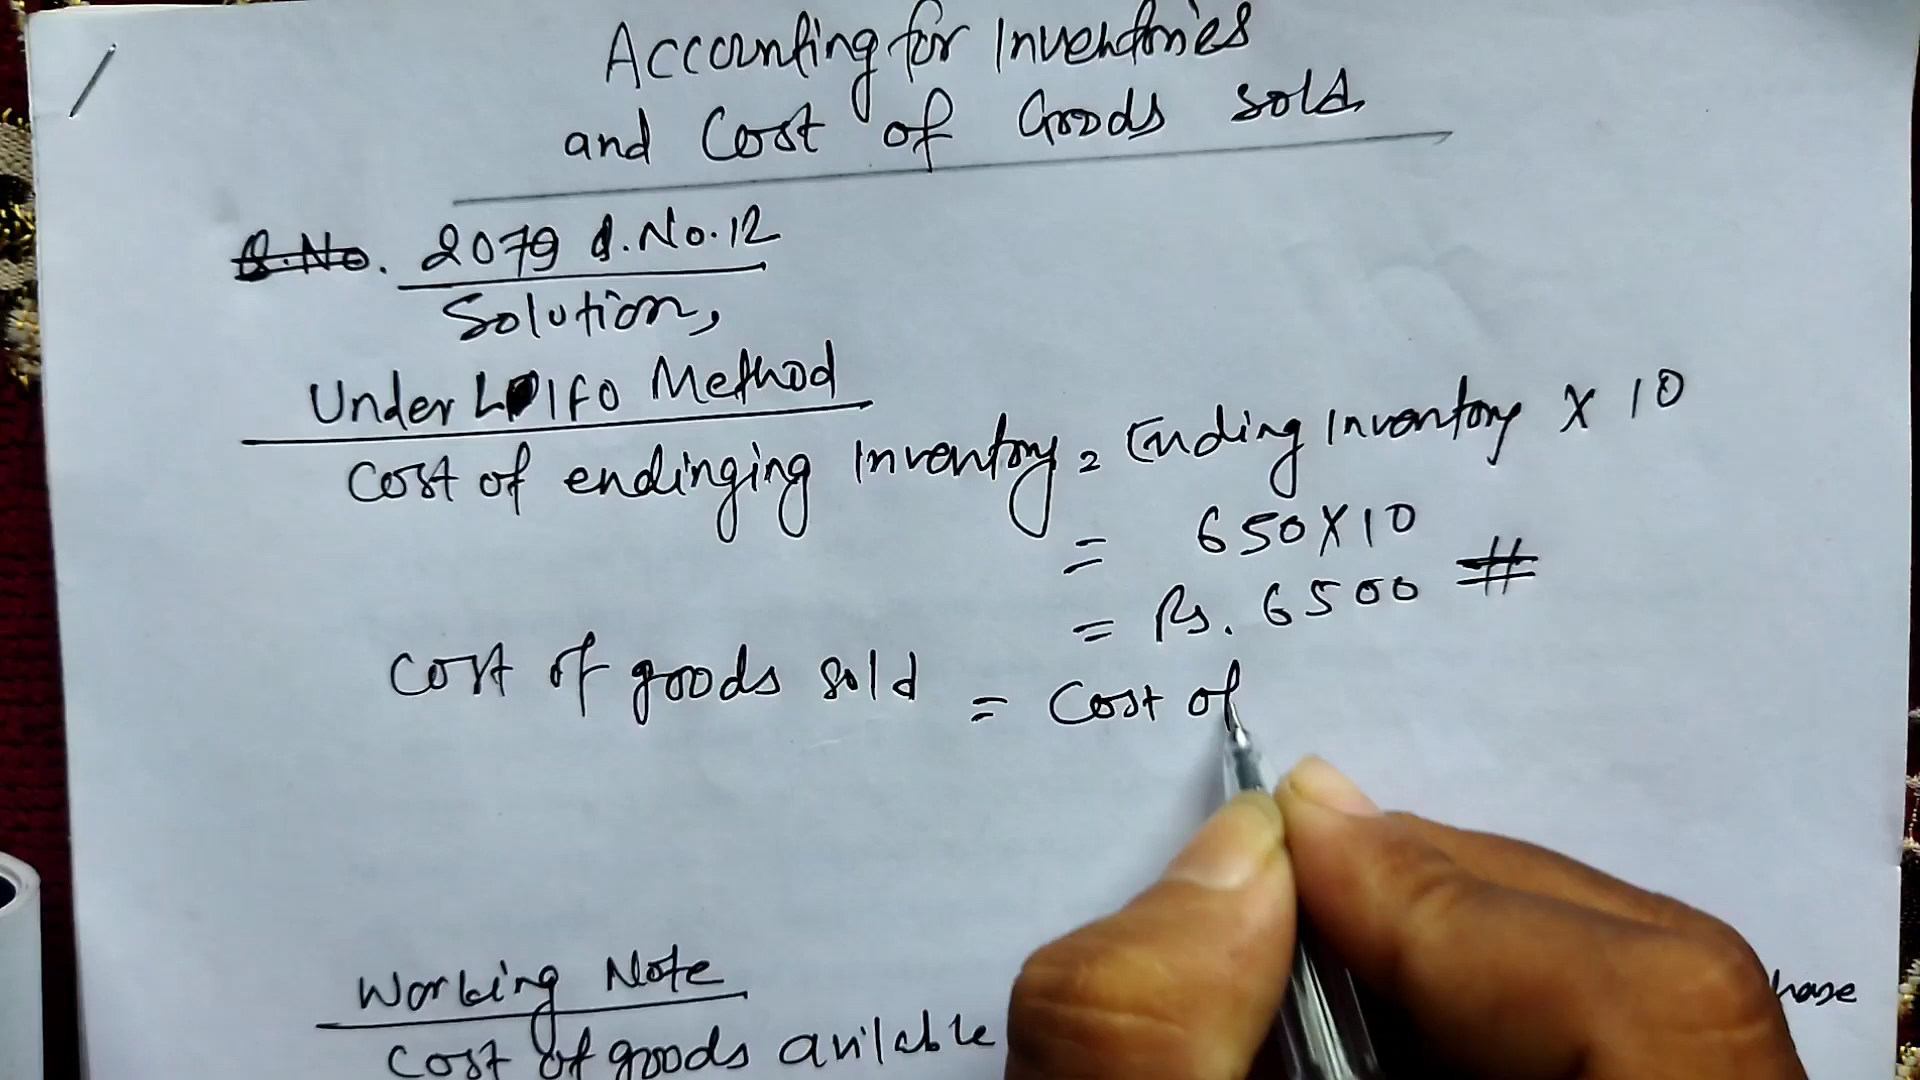 Accounting for Inventories
and Cost of Goods sold
Q.No. 2079 Q.No.12
Solution,
Under LIFO Method
Cost of endinging Inventory = Ending Inventory X 10
= 650X10
= Rs. 6500 #
Cost of goods sold = Cost of
Working Note
Cost of goods avilable hase